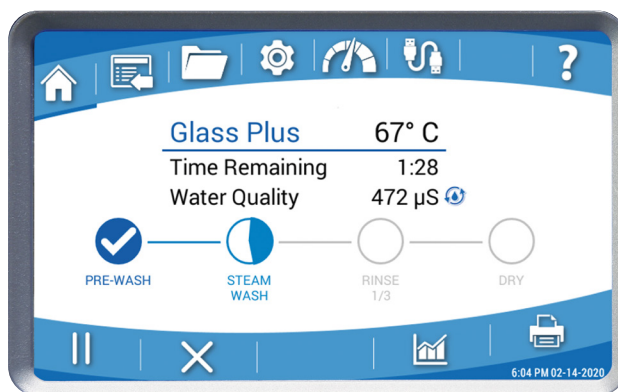 ?
Glass Plus 67° C
Time Remaining 1:28
Water Quality 472 µS
PRE-WASH
STEAM
WASH
RINSE
1/3
DRY
6:04 PM 02-14-2020